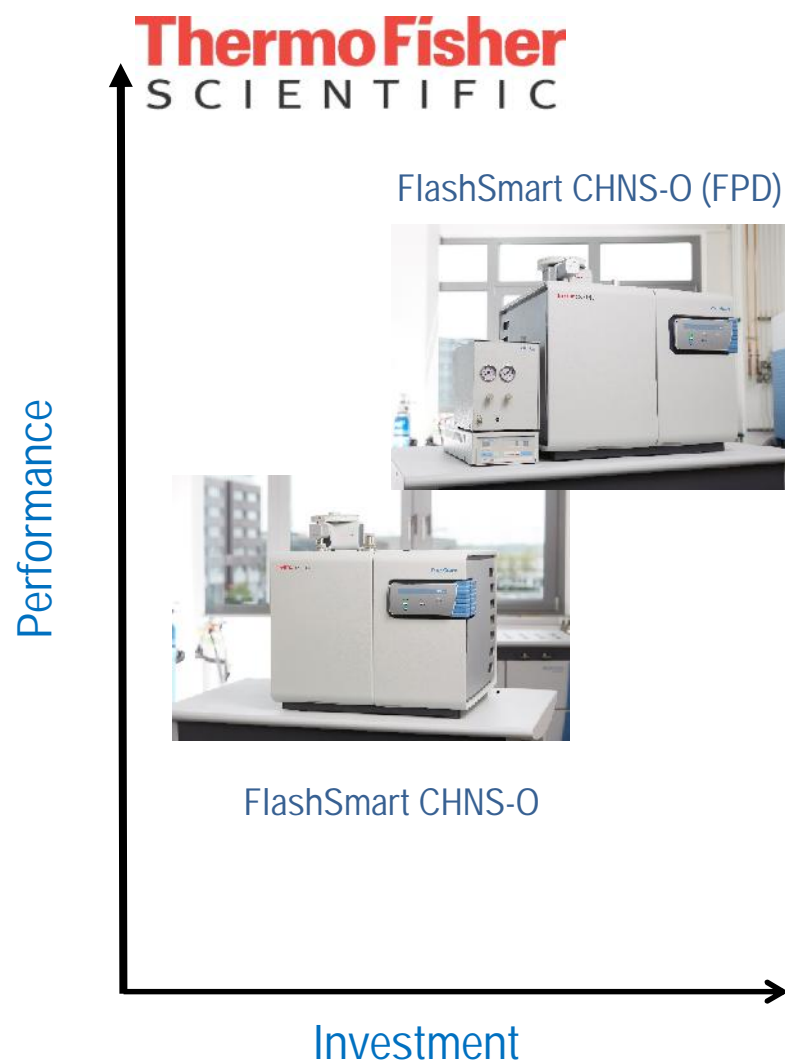 ThermoFisher
SCIENTIFIC
FlashSmart CHNS-O (FPD)
Performance
FlashSmart CHNS-O
Investment